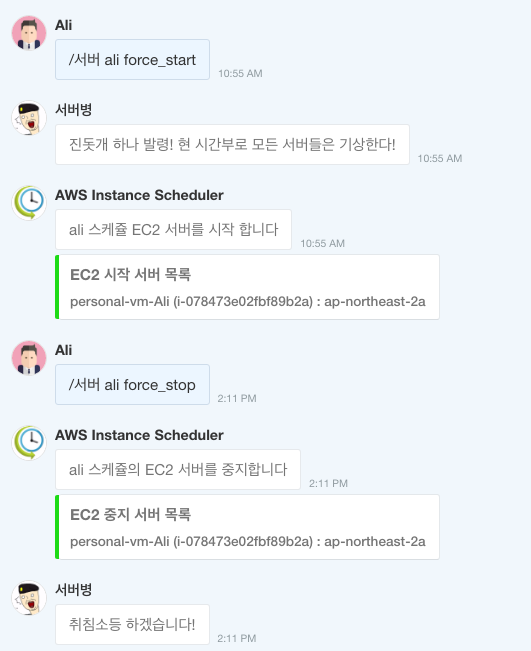 Ali
/서버 ali force_start
10:55 AM
서버병
진돗개 하나 발령! 현 시간부로 모든 서버들은 기상한다!
10:55 AM
AWS Instance Scheduler
ali 스케쥴 EC2 서버를 시작 합니다
10:55 AM
EC2 시작 서버 목록
personal-vm-Ali (i-078473e02fbf89b2a) : ap-northeast-2a
Ali
/서버 ali force_stop
2:11 PM
AWS Instance Scheduler
ali 스케쥴의 EC2 서버를 중지합니다
2:11 PM
EC2 중지 서버 목록
personal-vm-Ali (i-078473e02fbf89b2a) : ap-northeast-2a
서버병
취침소등 하겠습니다!
2:11 PM